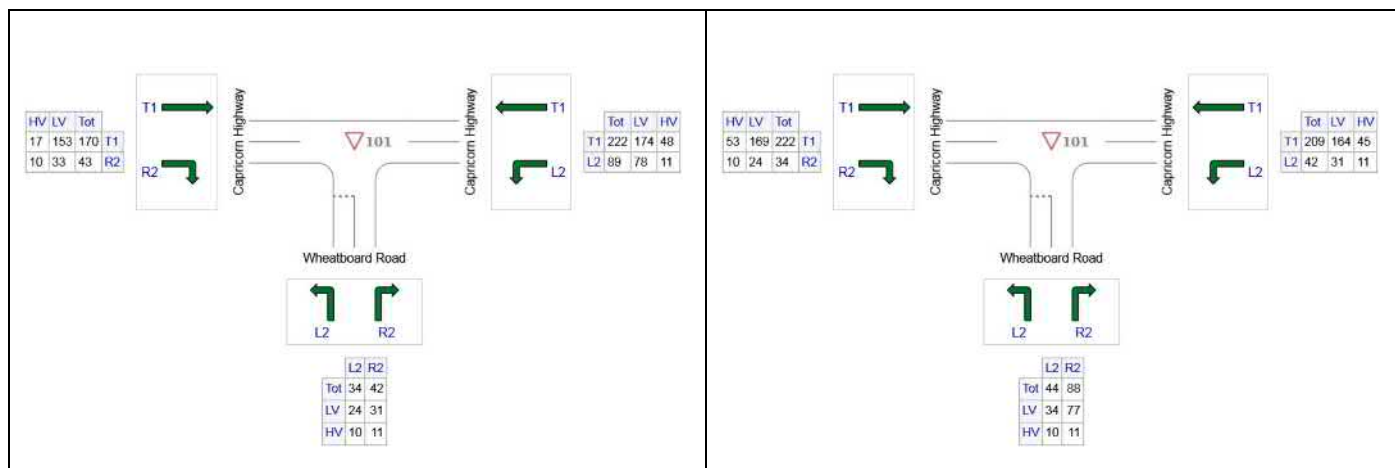 T1
R2
HV LV Tot
17 153 170 T1
10 33 43 R2
Capricorn Highway
101
Capricorn Highway
T1
L2
Tot LV HV
T1 222 174 48
L2 89 78 11
Wheatboard Road
L2 R2
L2 R2
Tot 34 42
LV 24 31
HV 10 11
T1
R2
HV LV Tot
53 169 222 T1
10 24 34 R2
Capricorn Highway
101
Capricorn Highway
T1
L2
Tot LV HV
T1 209 164 45
L2 42 31 11
Wheatboard Road
L2 R2
L2 R2
Tot 44 88
LV 34 77
HV 10 11